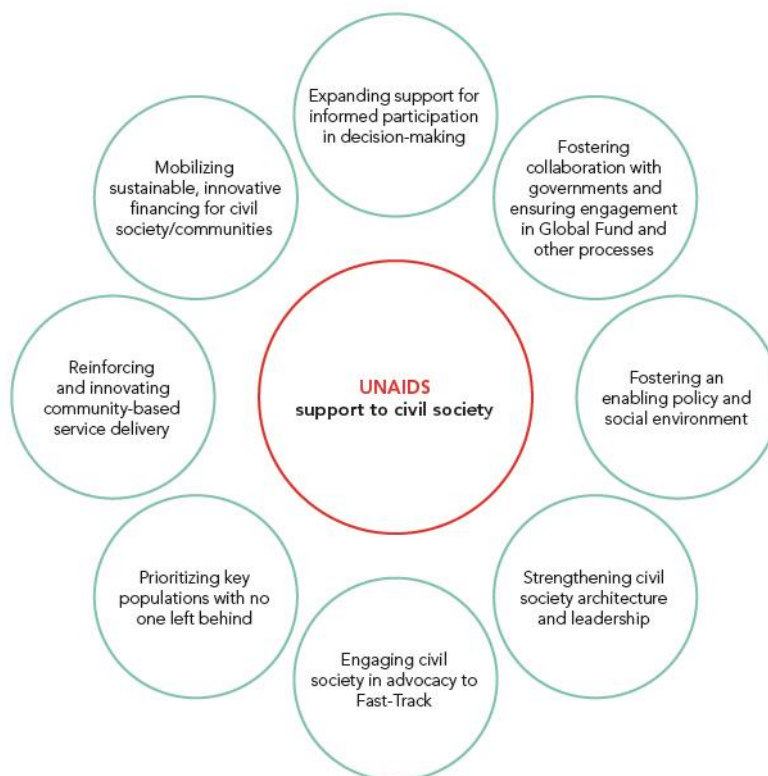 Expanding support for
informed participation
in decision-making
Fostering
collaboration with
governments and
ensuring engagement
in Global Fund and
other processes
Fostering an
enabling policy and
social environment
Strengthening civil
society architecture
and leadership
Engaging civil
society in advocacy to
Fast-Track
Prioritizing key
populations with no
one left behind
Reinforcing
and innovating
community-based
service delivery
Mobilizing
sustainable, innovative
financing for civil
society/communities
UNAIDS
support to civil society